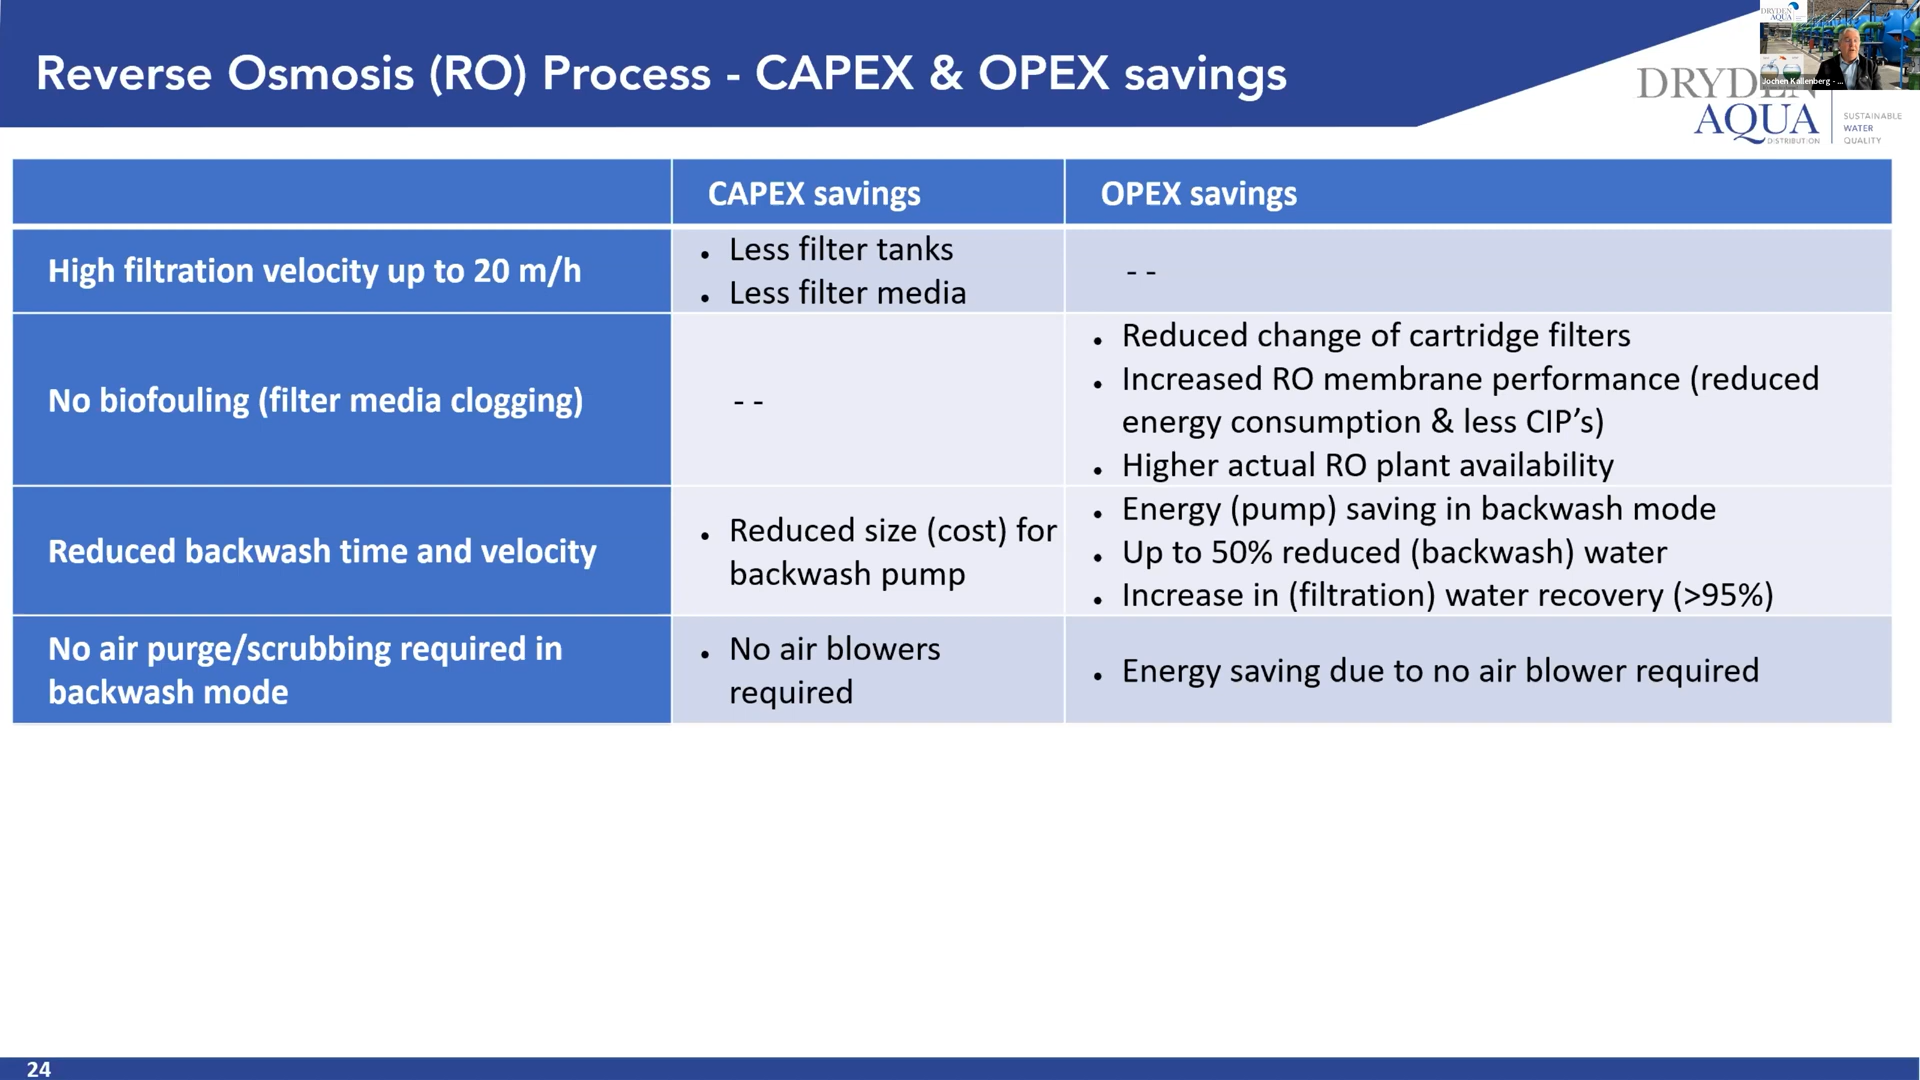 Reverse Osmosis (RO) Process - CAPEX & OPEX savings
DRYDEN
AQUA
DISTRIBUTION
SUSTAINABLE
WATER
QUALITY
DRYDEN
AQUA
Jochen Kallenberg - ...
CAPEX savings
OPEX savings
High filtration velocity up to 20 m/h
• Less filter tanks
• Less filter media
- -
No biofouling (filter media clogging)
- -
• Reduced change of cartridge filters
• Increased RO membrane performance (reduced
energy consumption & less CIP’s)
• Higher actual RO plant availability
Reduced backwash time and velocity
• Reduced size (cost) for
backwash pump
• Energy (pump) saving in backwash mode
• Up to 50% reduced (backwash) water
• Increase in (filtration) water recovery (>95%)
No air purge/scrubbing required in
backwash mode
• No air blowers
required
• Energy saving due to no air blower required
24